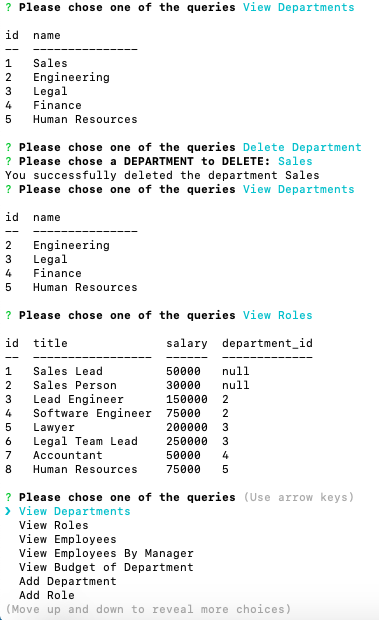 ? Please chose one of the queries View Departments
id  name
--  ---------------
1   Sales
2   Engineering
3   Legal
4   Finance
5   Human Resources
? Please chose one of the queries Delete Department
? Please chose a DEPARTMENT to DELETE: Sales
You successfully deleted the department Sales
? Please chose one of the queries View Departments
id  name
--  ---------------
2   Engineering
3   Legal
4   Finance
5   Human Resources
? Please chose one of the queries View Roles
id  title              salary  department_id
--  -----------------  ------  -------------
1   Sales Lead         50000   null
2   Sales Person       30000   null
3   Lead Engineer      150000  2
4   Software Engineer  75000   2
5   Lawyer             200000  3
6   Legal Team Lead    250000  3
7   Accountant         50000   4
8   Human Resources    75000   5
? Please chose one of the queries (Use arrow keys)
❯ View Departments
  View Roles
  View Employees
  View Employees By Manager
  View Budget of Department
  Add Department
  Add Role
(Move up and down to reveal more choices)